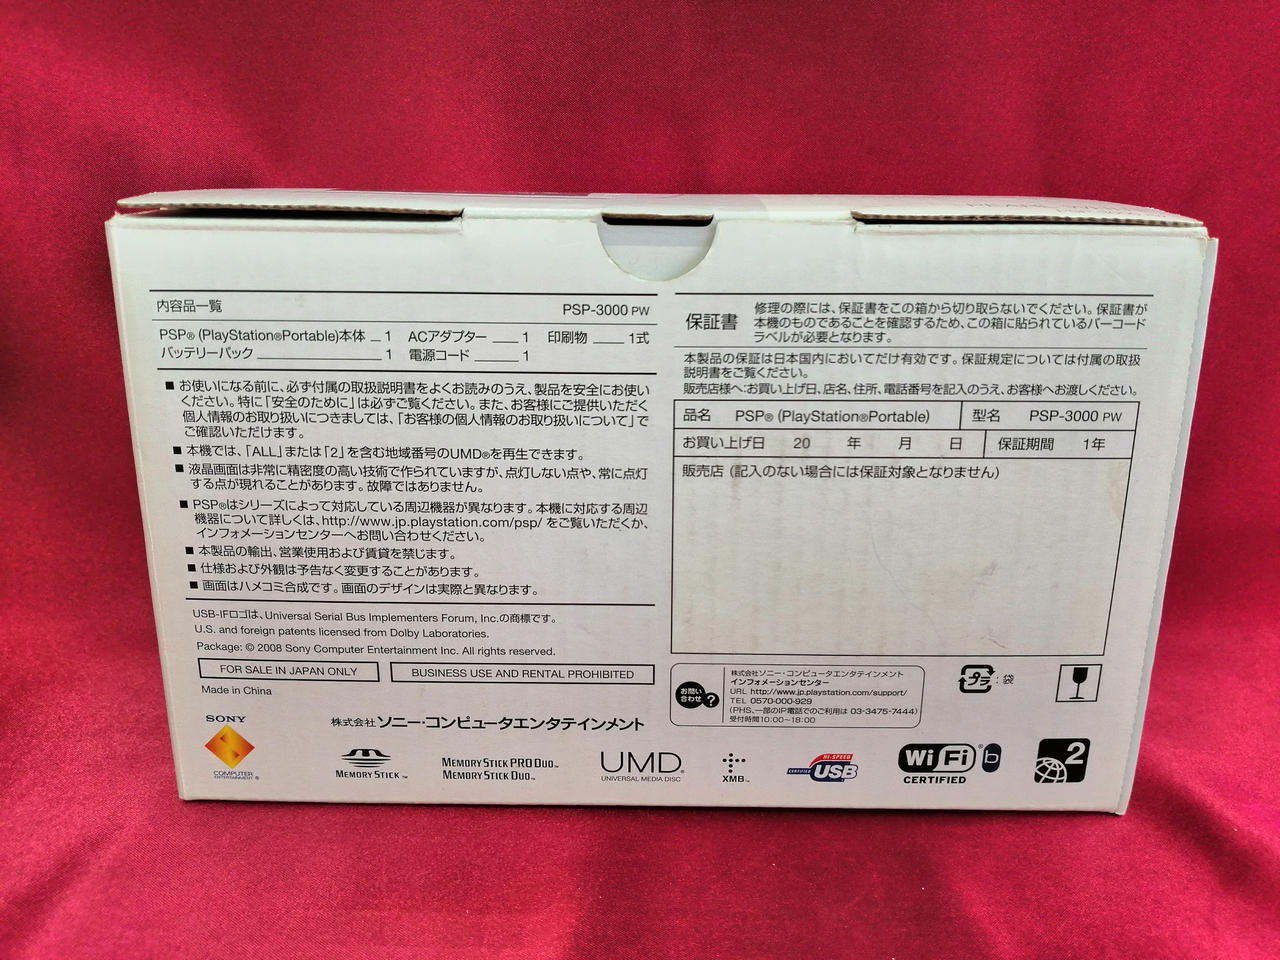 内容品一覧 PSP-3000 PW
PSP® (PlayStation®Portable)本体 1 ACアダプター 1 印刷物 1式
バッテリーパック 1 電源コード 1
■ お使いになる前に、必ず付属の取扱説明書をよくお読みのうえ、製品を安全にお使い
ください。特に「安全のために」は必ずご覧ください。また、お客様にご提供いただく
個人情報のお取り扱いにつきましては、「お客様の個人情報のお取り扱いについて」で
ご確認いただけます。
■ 本機では、「ALL」または「2」を含む地域番号のUMD®を再生できます。
■ 液晶画面は非常に精密度の高い技術で作られていますが、点灯しない点や、常に点灯
する点が現れることがあります。故障ではありません。
■ PSP®はシリーズによって対応している周辺機器が異なります。本機に対応する周辺
機器について詳しくは、http://www.jp.playstation.com/psp/ をご覧いただくか、
インフォメーションセンターへお問い合わせください。
■ 本製品の輸出、営業使用および賃貸を禁じます。
■ 仕様および外観は予告なく変更することがあります。
■ 画面はハメコミ合成です。画面のデザインは実際と異なります。
USB-IFロゴは、Universal Serial Bus Implementers Forum, Inc.の商標です。
U.S. and foreign patents licensed from Dolby Laboratories.
Package: © 2008 Sony Computer Entertainment Inc. All rights reserved.
FOR SALE IN JAPAN ONLY
BUSINESS USE AND RENTAL PROHIBITED
Made in China
保証書
修理の際には、保証書をこの箱から切り取らないでください。保証書が
本機のものであることを確認するため、この箱に貼られているバーコード
ラベルが必要となります。
本製品の保証は日本国内においてだけ有効です。保証規定については付属の取扱
説明書をご覧ください。
販売店様へ:お買い上げ日、店名、住所、電話番号を記入のうえ、お客様へお渡しください。
品名 PSP® (PlayStation®Portable) 型名 PSP-3000 PW
お買い上げ日 20 年 月 日 保証期間 1年
販売店 (記入のない場合には保証対象となりません)
お問い
合わせ ?
株式会社ソニー・コンピュータエンタテインメント
インフォメーションセンター
URL http://www.jp.playstation.com/support/
TEL 0570-000-929
(PHS、一部のIP電話でのご利用は 03-3475-7444)
受付時間10:00~18:00
プラ : 袋
SONY
COMPUTER
ENTERTAINMENT®
株式会社ソニー・コンピュータエンタテインメント
MEMORY STICK™
MEMORY STICK PRO DUO™
MEMORY STICK DUO™
UMD®
UNIVERSAL MEDIA DISC
XMB™
HI-SPEED
CERTIFIED USB
Wi Fi b
CERTIFIED
2